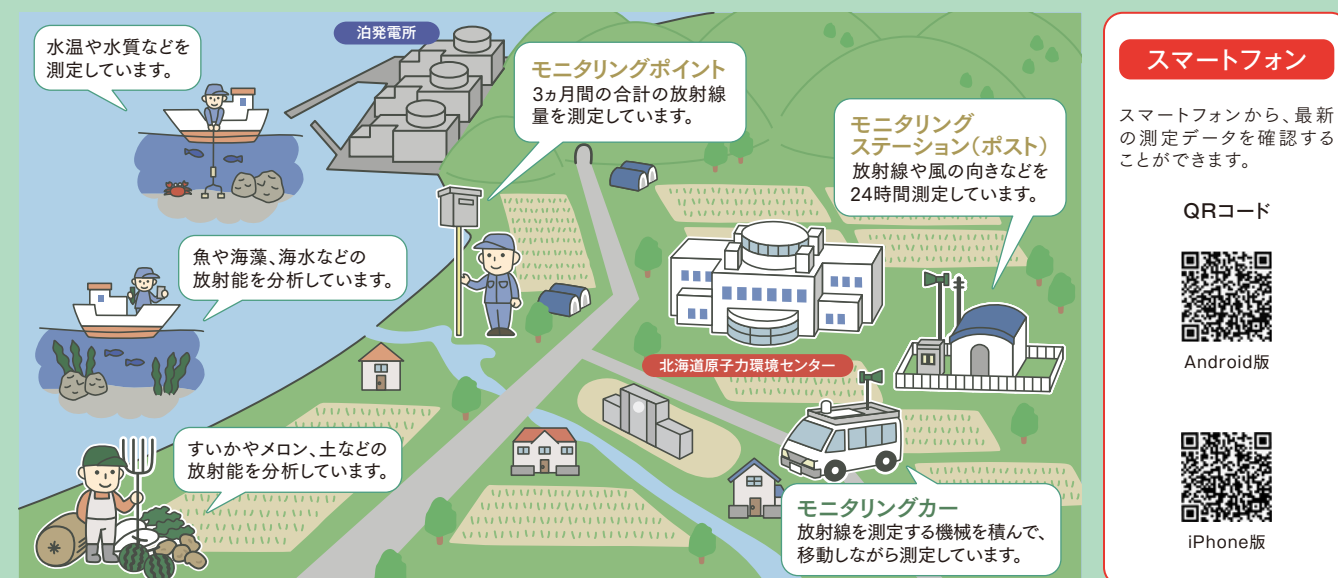 水温や水質などを
測定しています。
泊発電所
モニタリングポイント
3ヵ月間の合計の放射線
量を測定しています。
モニタリング
ステーション(ポスト)
放射線や風の向きなどを
24時間測定しています。
魚や海藻、海水などの
放射能を分析しています。
北海道原子力環境センター
すいかやメロン、土などの
放射能を分析しています。
モニタリングカー
放射線を測定する機械を積んで、
移動しながら測定しています。
スマートフォン
スマートフォンから、最新
の測定データを確認する
ことができます。
QRコード
Android版
iPhone版